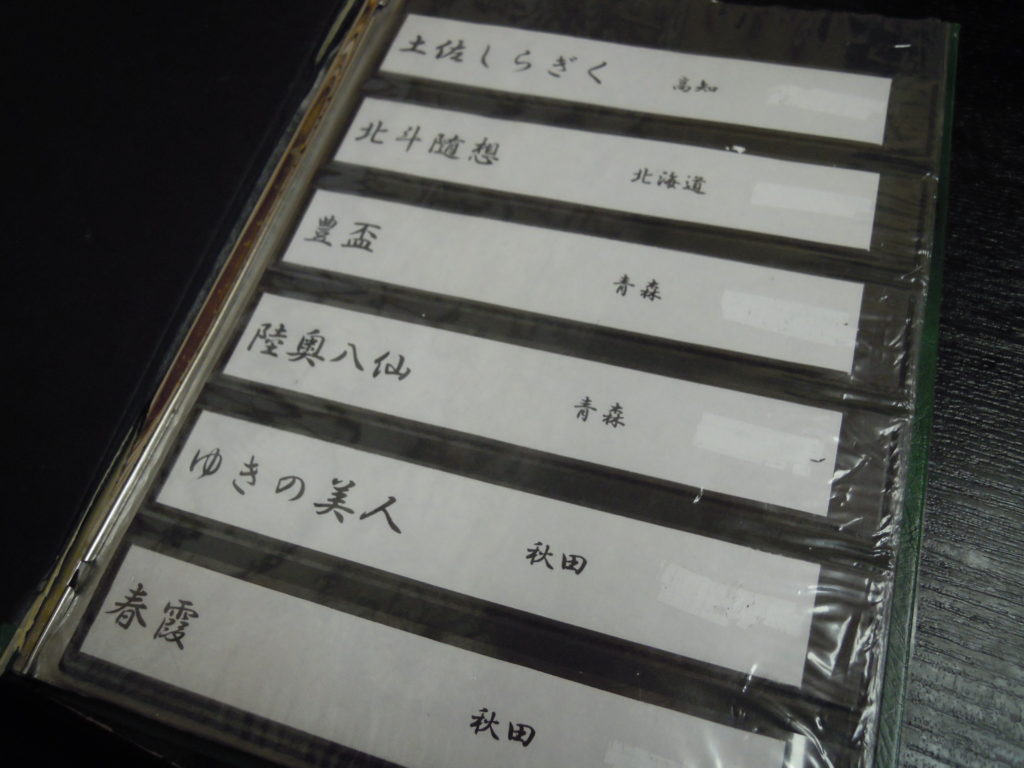 土佐しらぎく 高知
北斗随想 北海道
豊盃 青森
陸奥八仙 青森
ゆきの美人 秋田
春霞 秋田